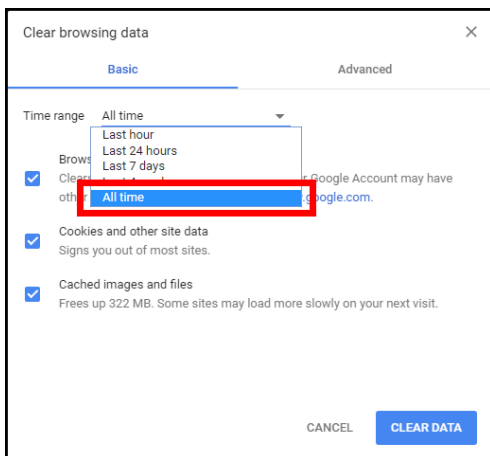 Clear browsing data
Basic Advanced
Time range All time
Last hour
Last 24 hours
Last 7 days
All time
Clears Google Account may have
google.com.
Cookies and other site data
Signs you out of most sites.
Cached images and files
Frees up 322 MB. Some sites may load more slowly on your next visit.
CANCEL CLEAR DATA